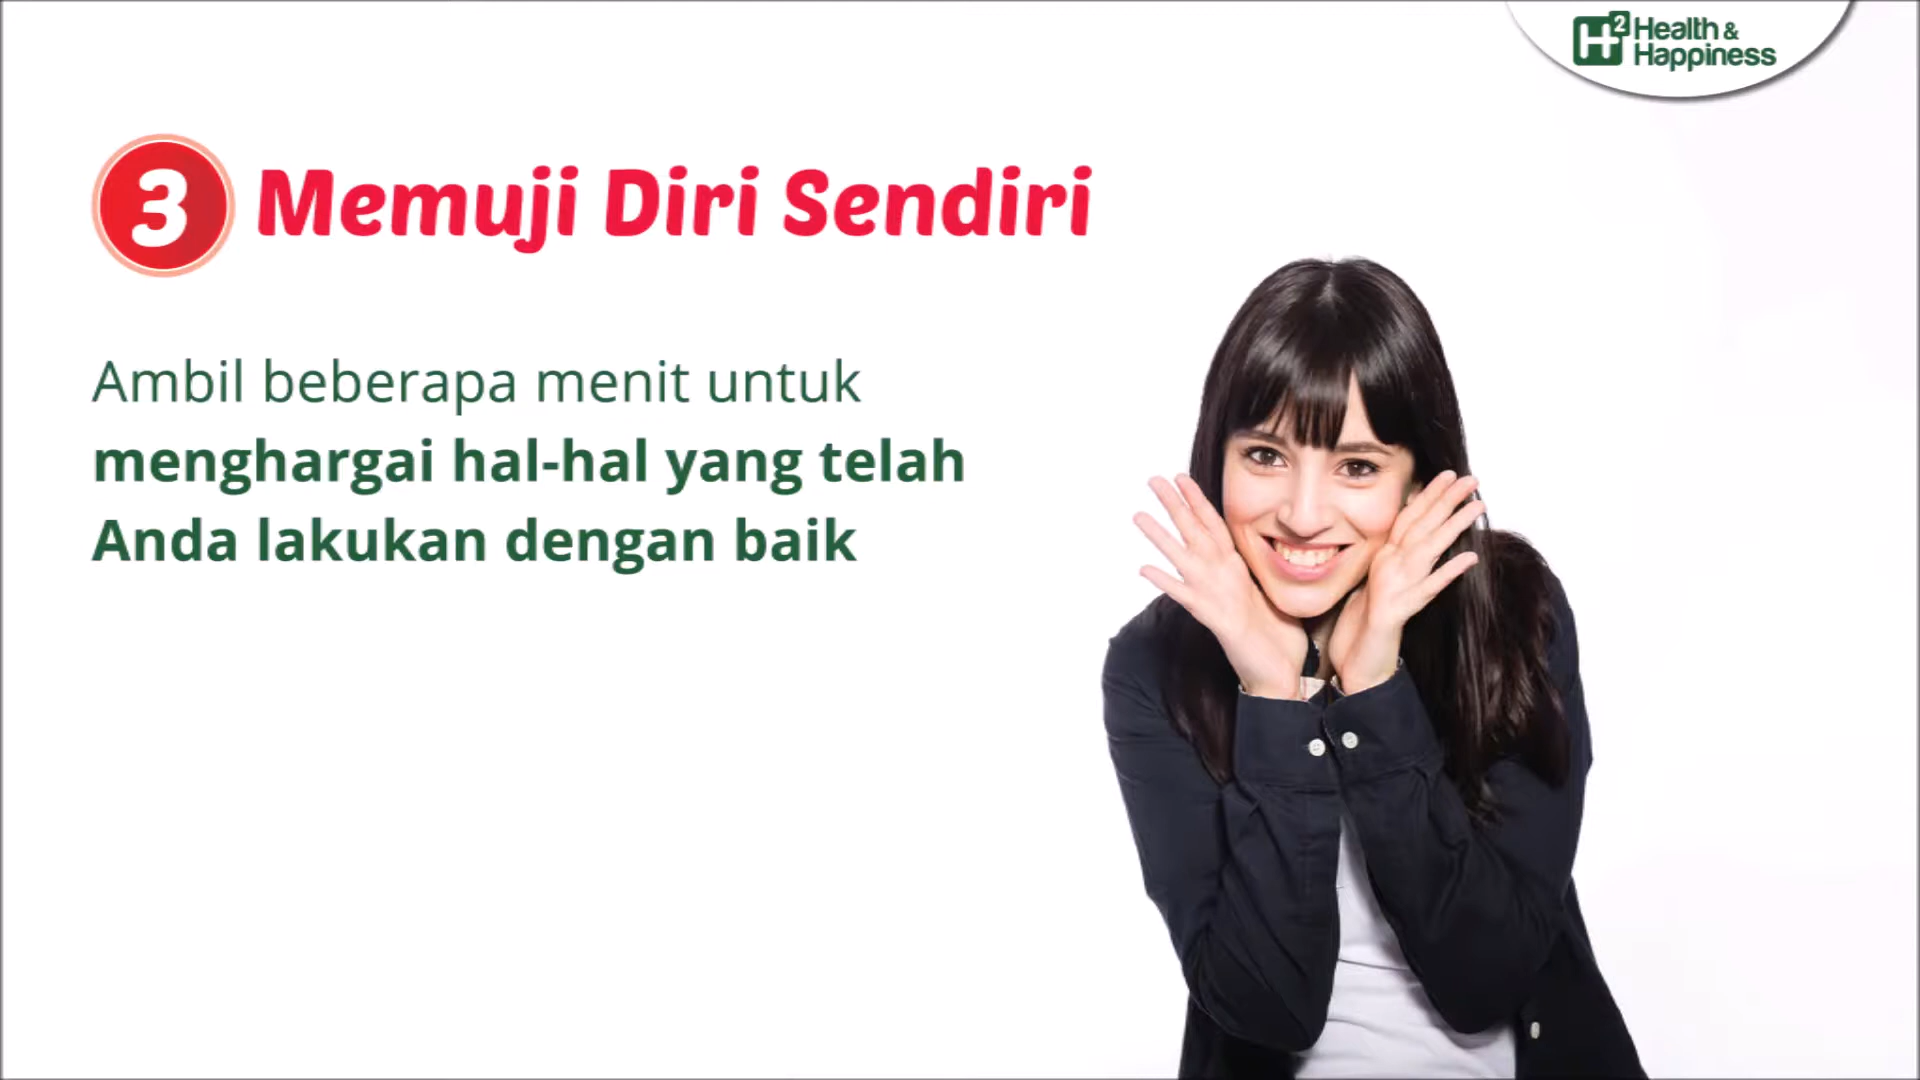 H² Health &
Happiness
3 Memuji Diri Sendiri
Ambil beberapa menit untuk
menghargai hal-hal yang telah
Anda lakukan dengan baik